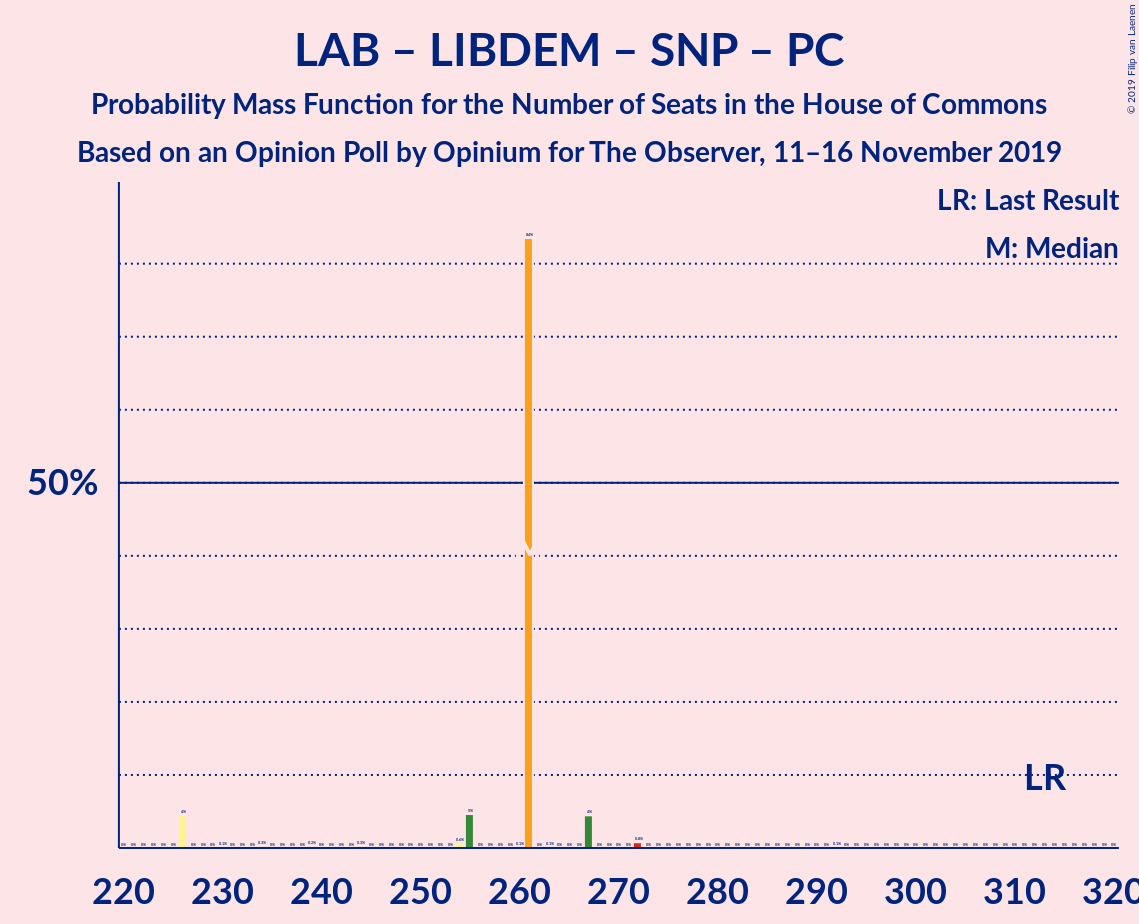 LAB – LIBDEM – SNP – PC
Probability Mass Function for the Number of Seats in the House of Commons
Based on an Opinion Poll by Opinium for The Observer, 11–16 November 2019
© 2019 Filip van Laenen
LR: Last Result
M: Median
50%
LR
220 230 240 250 260 270 280 290 300 310 320